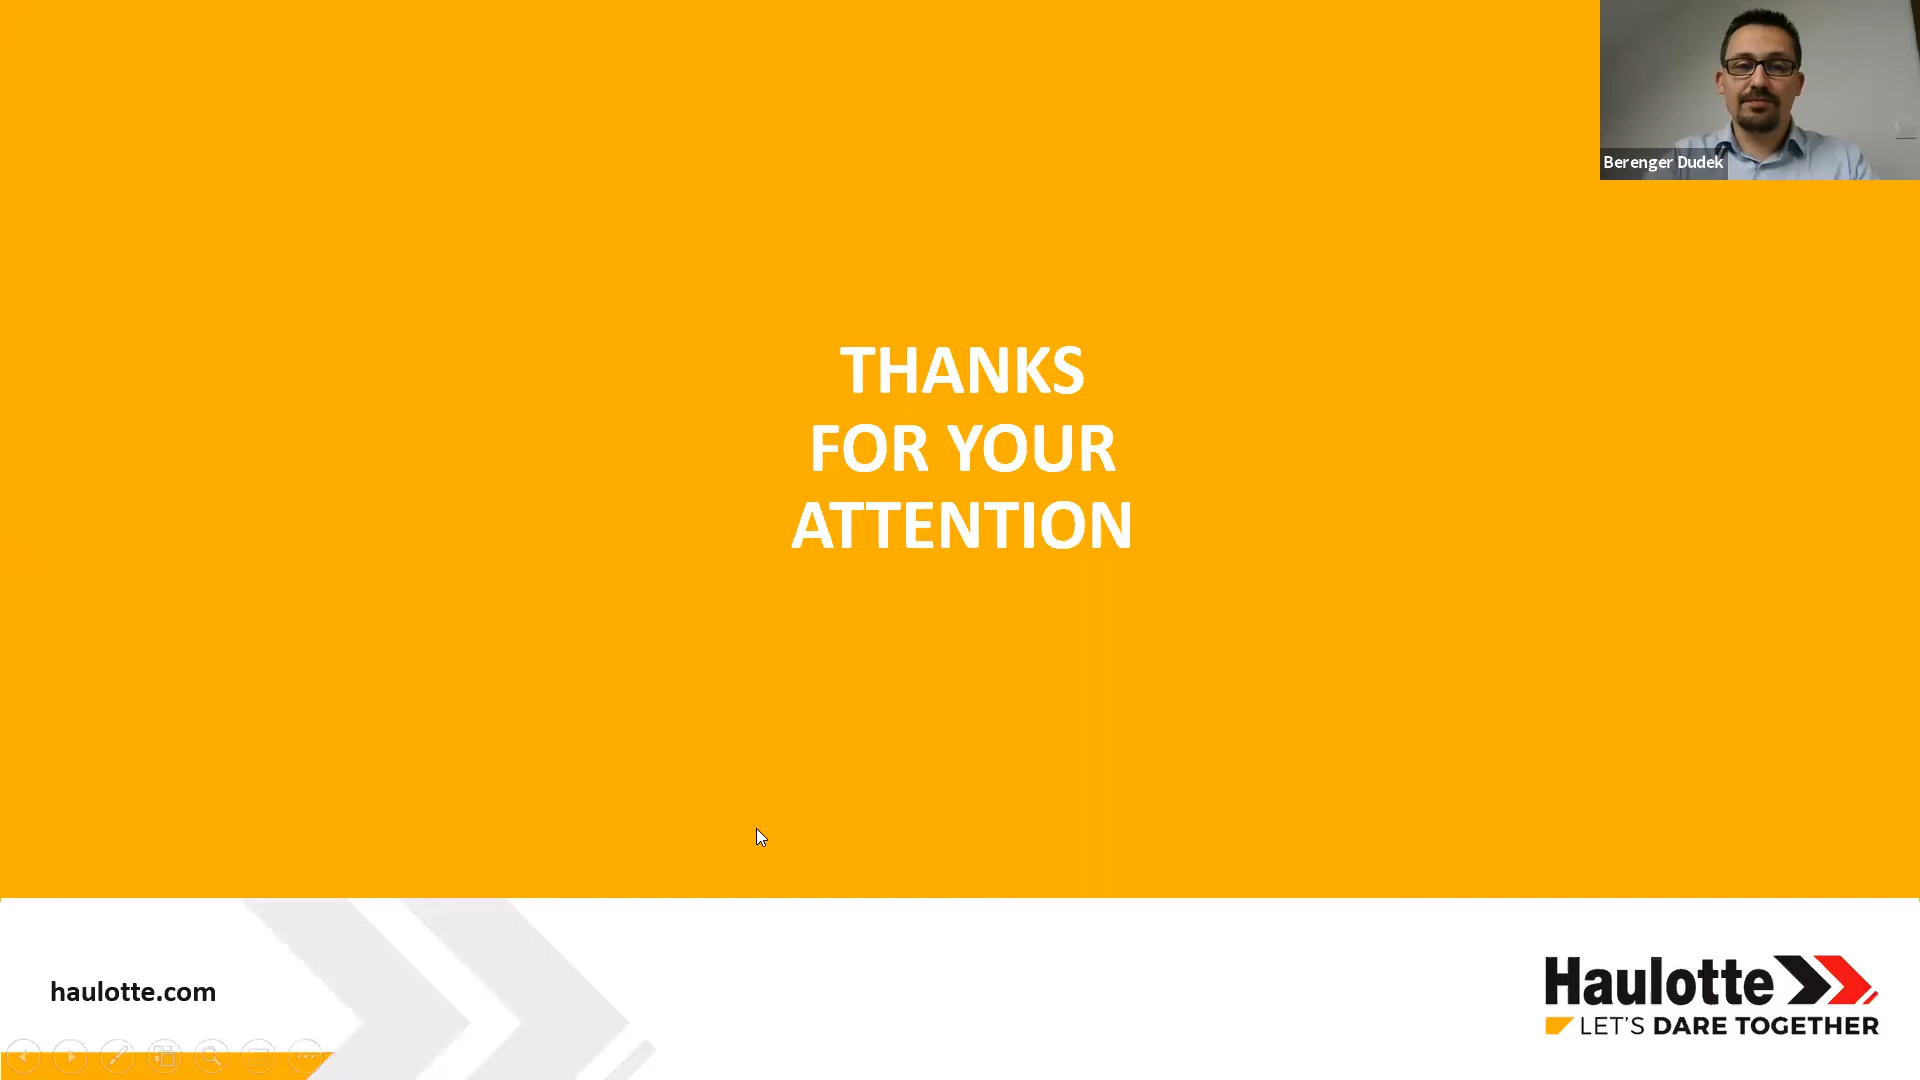 Berenger Dudek
THANKS
FOR YOUR
ATTENTION
haulotte.com
Haulotte
LET'S DARE TOGETHER